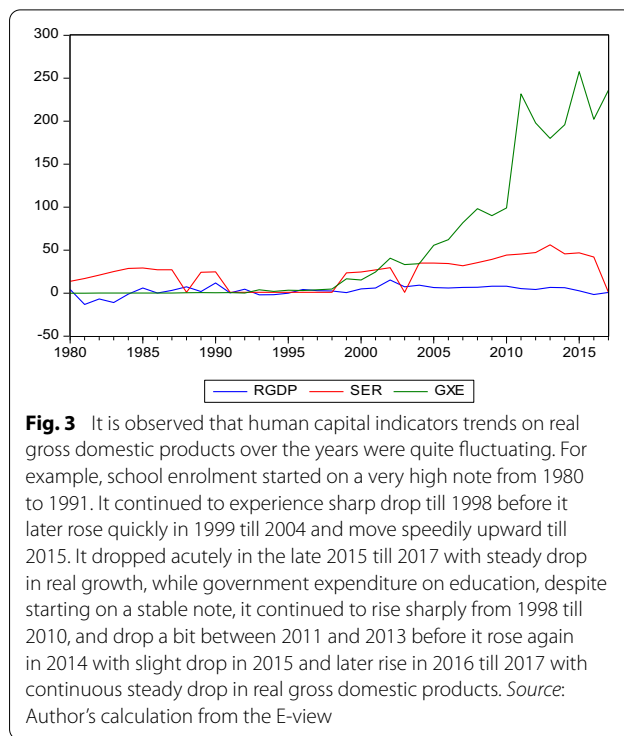 300
250
200
150
100
50
0
-50
1980 1985 1990 1995 2000 2005 2010 2015
RGDP SER GXE
Fig. 3 It is observed that human capital indicators trends on real
gross domestic products over the years were quite fluctuating. For
example, school enrolment started on a very high note from 1980
to 1991. It continued to experience sharp drop till 1998 before it
later rose quickly in 1999 till 2004 and move speedily upward till
2015. It dropped acutely in the late 2015 till 2017 with steady drop
in real growth, while government expenditure on education, despite
starting on a stable note, it continued to rise sharply from 1998 till
2010, and drop a bit between 2011 and 2013 before it rose again
in 2014 with slight drop in 2015 and later rise in 2016 till 2017 with
continuous steady drop in real gross domestic products. Source:
Author's calculation from the E-view